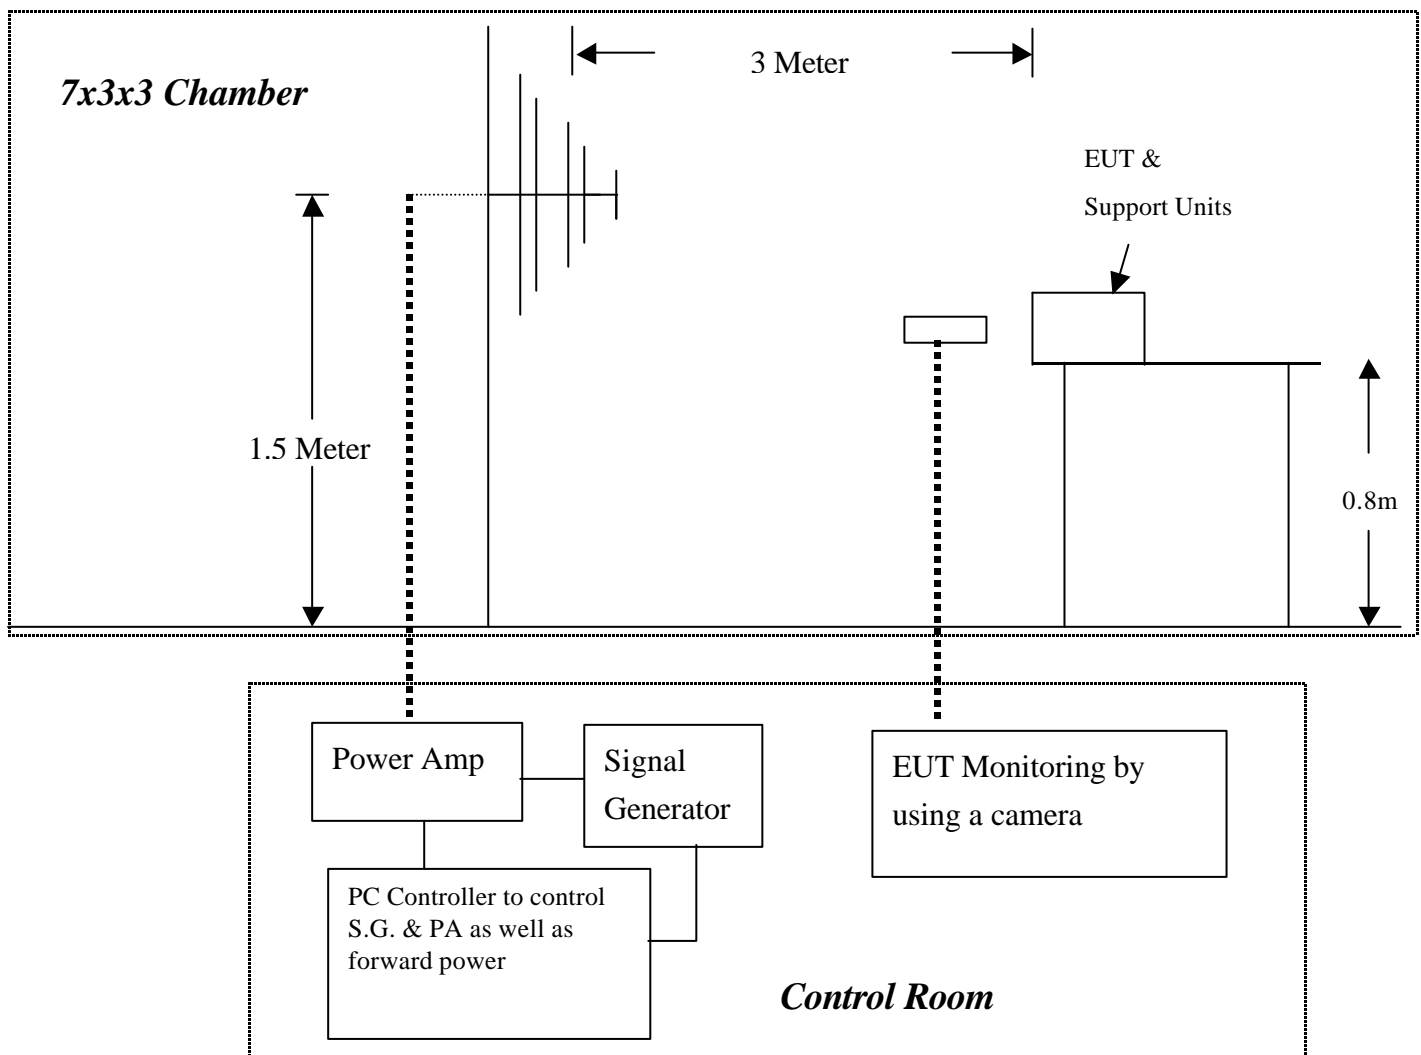 7x3x3 Chamber
3 Meter
EUT &
Support Units
1.5 Meter
0.8m
Power Amp
Signal
Generator
EUT Monitoring by
using a camera
PC Controller to control
S.G. & PA as well as
forward power
Control Room